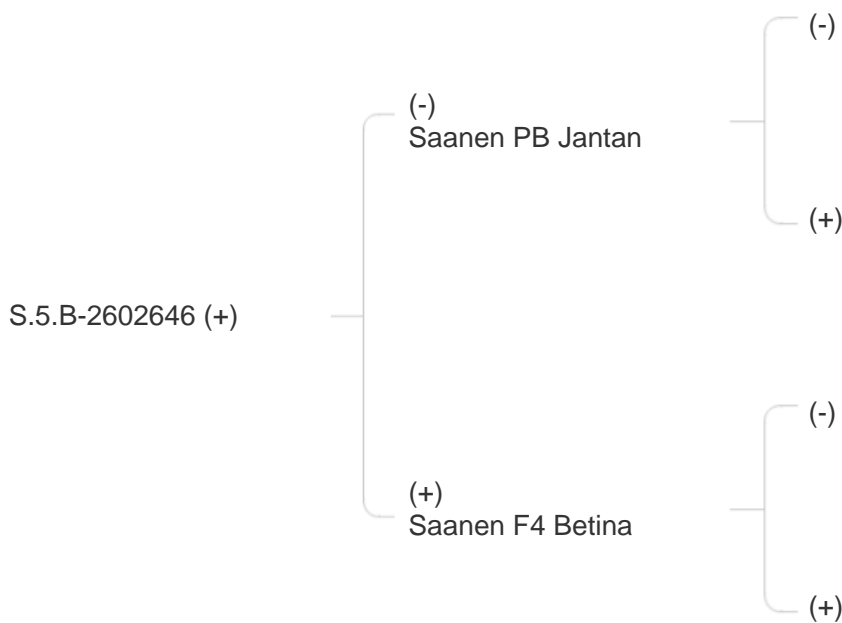 (-)
(-)
Saanen PB Jantan
(+)
S.5.B-2602646 (+)
(-)
(+)
Saanen F4 Betina
(+)